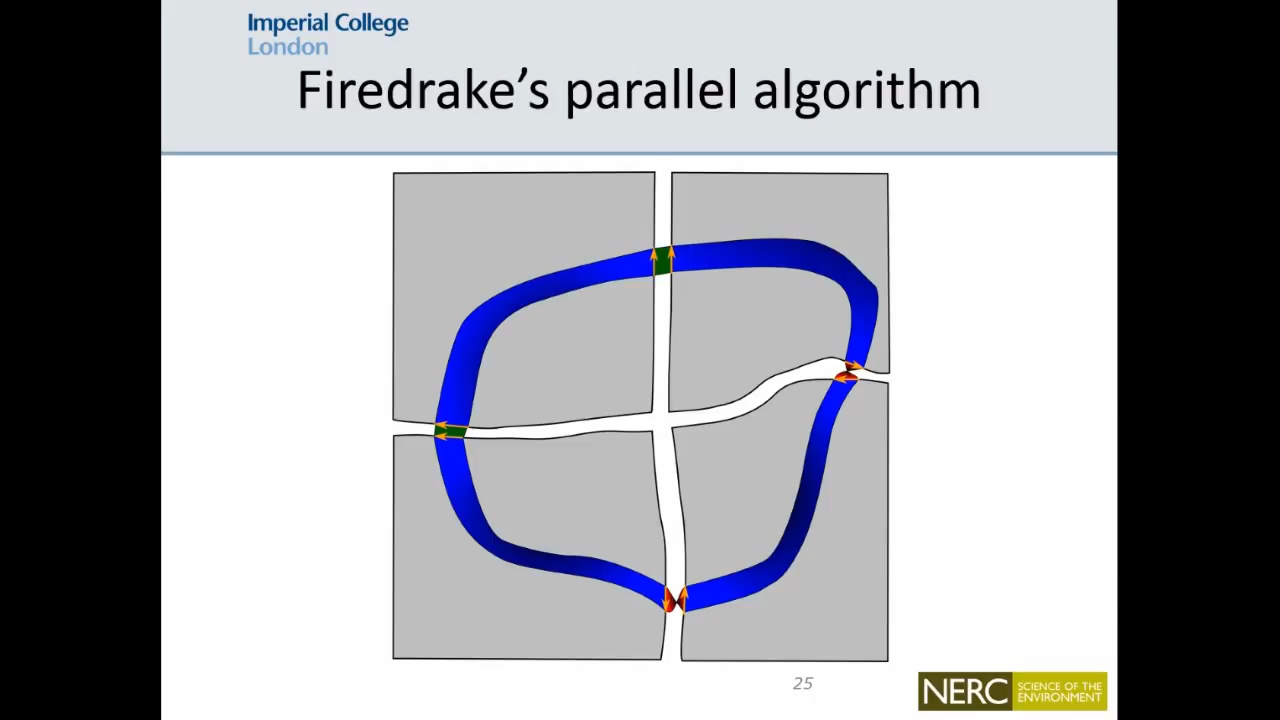 Imperial College
London
Firedrake's parallel algorithm
25
NERC
SCIENCE OF THE
ENVIRONMENT